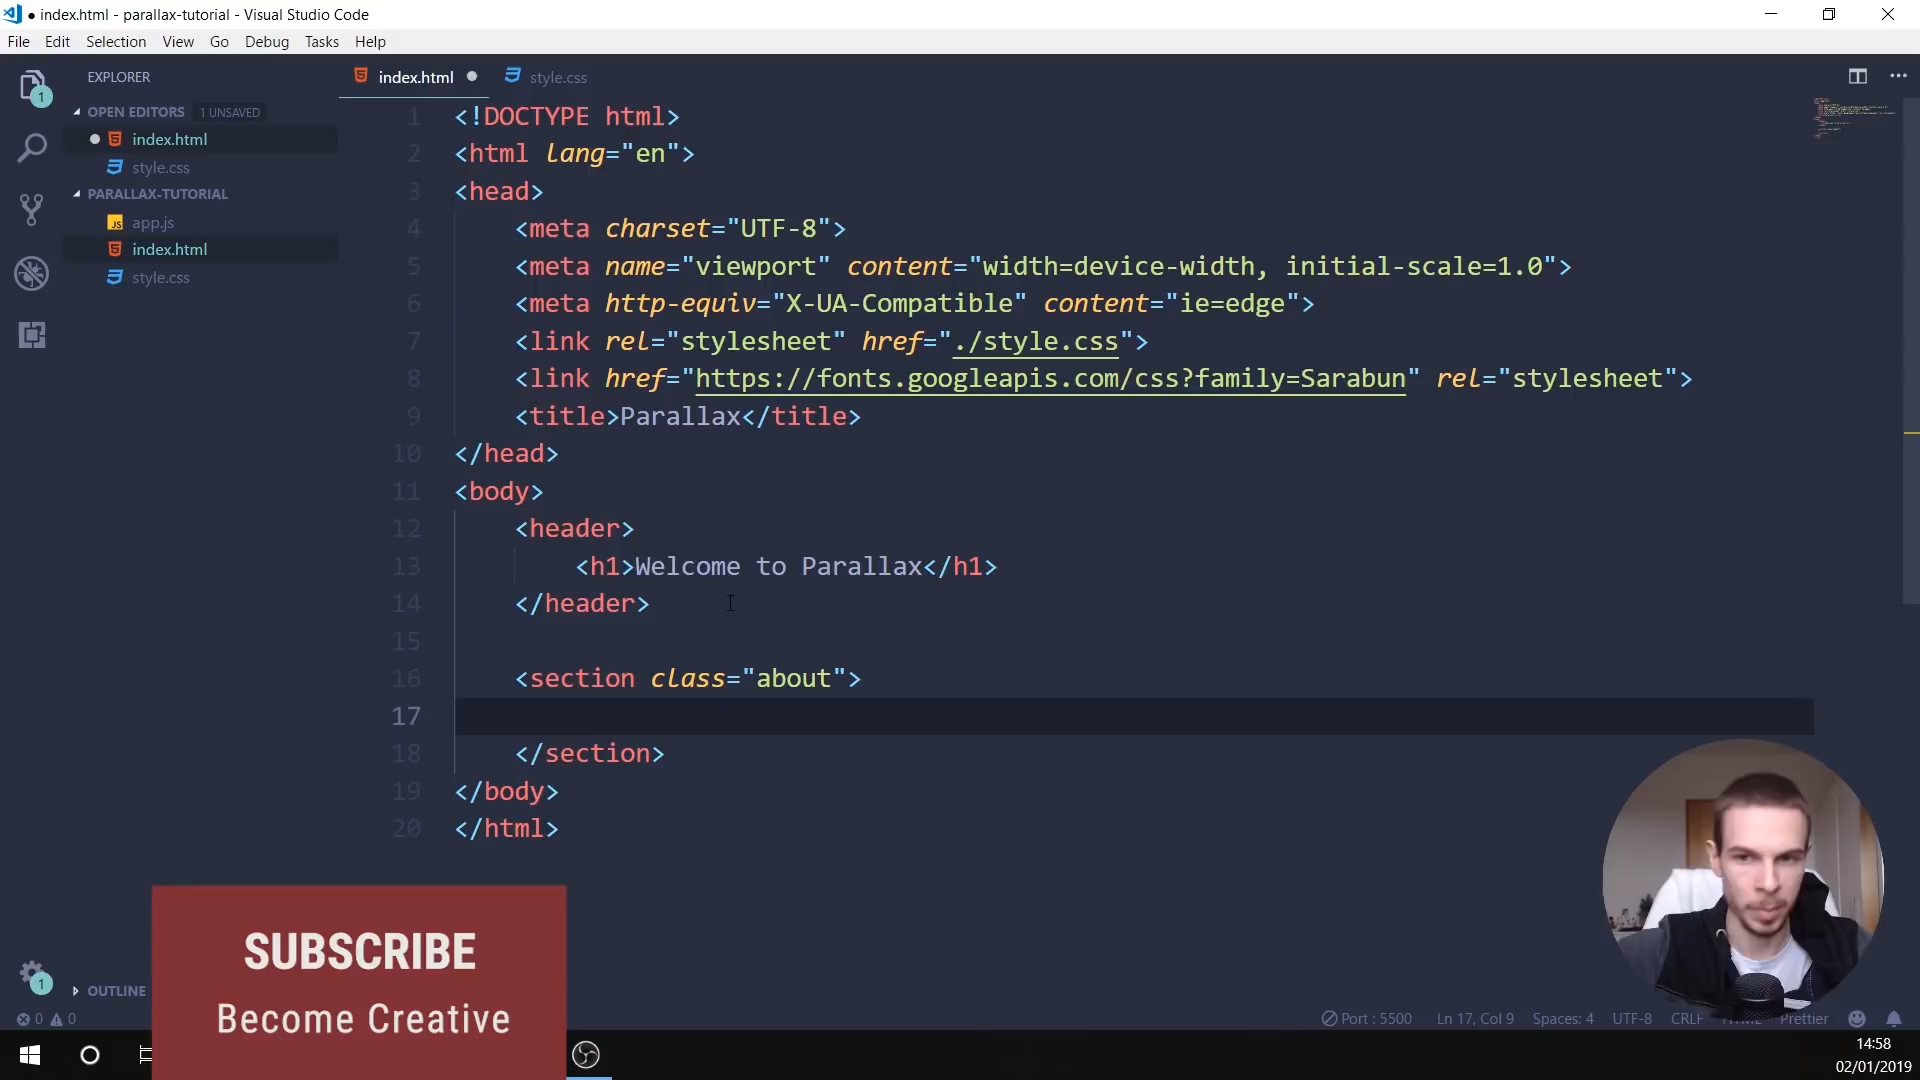 index.html - parallax-tutorial - Visual Studio Code
File Edit Selection View Go Debug Tasks Help
EXPLORER
OPEN EDITORS 1 UNSAVED
index.html
style.css
PARALLAX-TUTORIAL
app.js
index.html
style.css
OUTLINE
index.html style.css
1 <!DOCTYPE html>
2 <html lang="en">
3 <head>
4 <meta charset="UTF-8">
5 <meta name="viewport" content="width=device-width, initial-scale=1.0">
6 <meta http-equiv="X-UA-Compatible" content="ie=edge">
7 <link rel="stylesheet" href="./style.css">
8 <link href="https://fonts.googleapis.com/css?family=Sarabun" rel="stylesheet">
9 <title>Parallax</title>
10 </head>
11 <body>
12 <header>
13 <h1>Welcome to Parallax</h1>
14 </header>
15
16 <section class="about">
17
18 </section>
19 </body>
20 </html>
SUBSCRIBE
Become Creative
1
1
0 0
Port : 5500 Ln 17, Col 9 Spaces: 4 UTF-8 CRLF HTML Prettier
14:58
02/01/2019